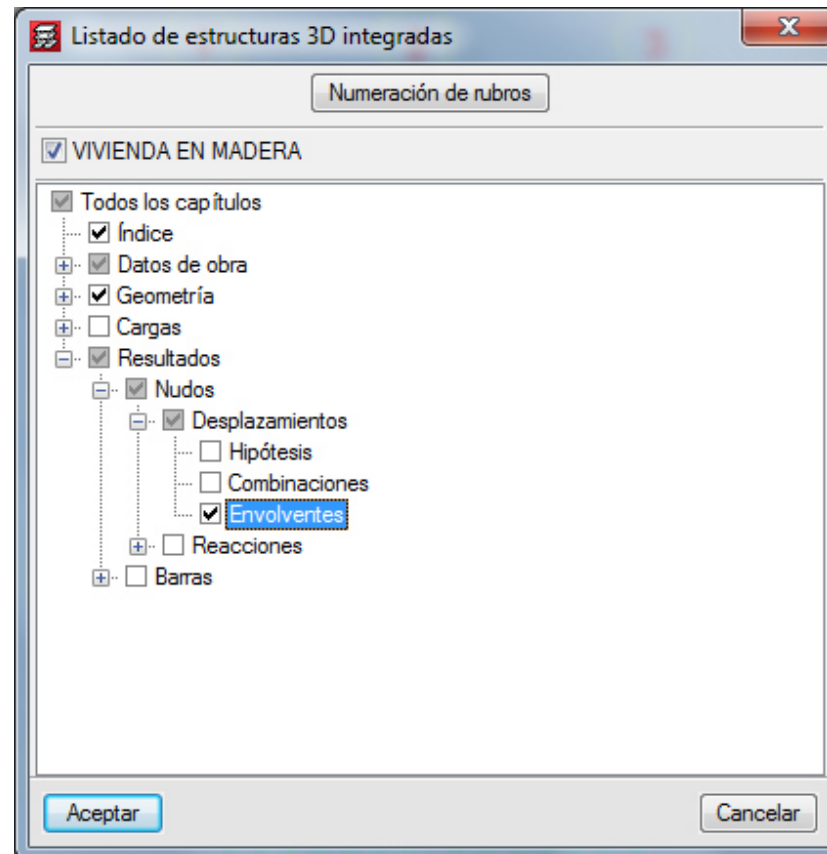 Listado de estructuras 3D integradas
Numeración de rubros
VIVIENDA EN MADERA
Todos los capítulos
Índice
Datos de obra
Geometría
Cargas
Resultados
Nudos
Desplazamientos
Hipótesis
Combinaciones
Envolventes
Reacciones
Barras
Aceptar
Cancelar